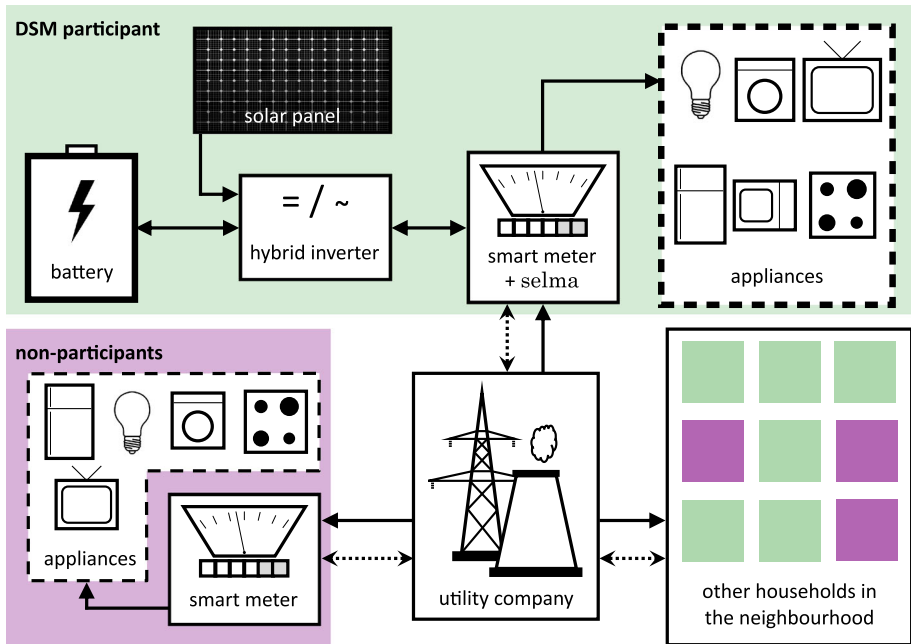 DSM participant
solar panel
= / ~
battery
hybrid inverter
smart meter
+ selma
appliances
non-participants
appliances
smart meter
utility company
other households in
the neighbourhood